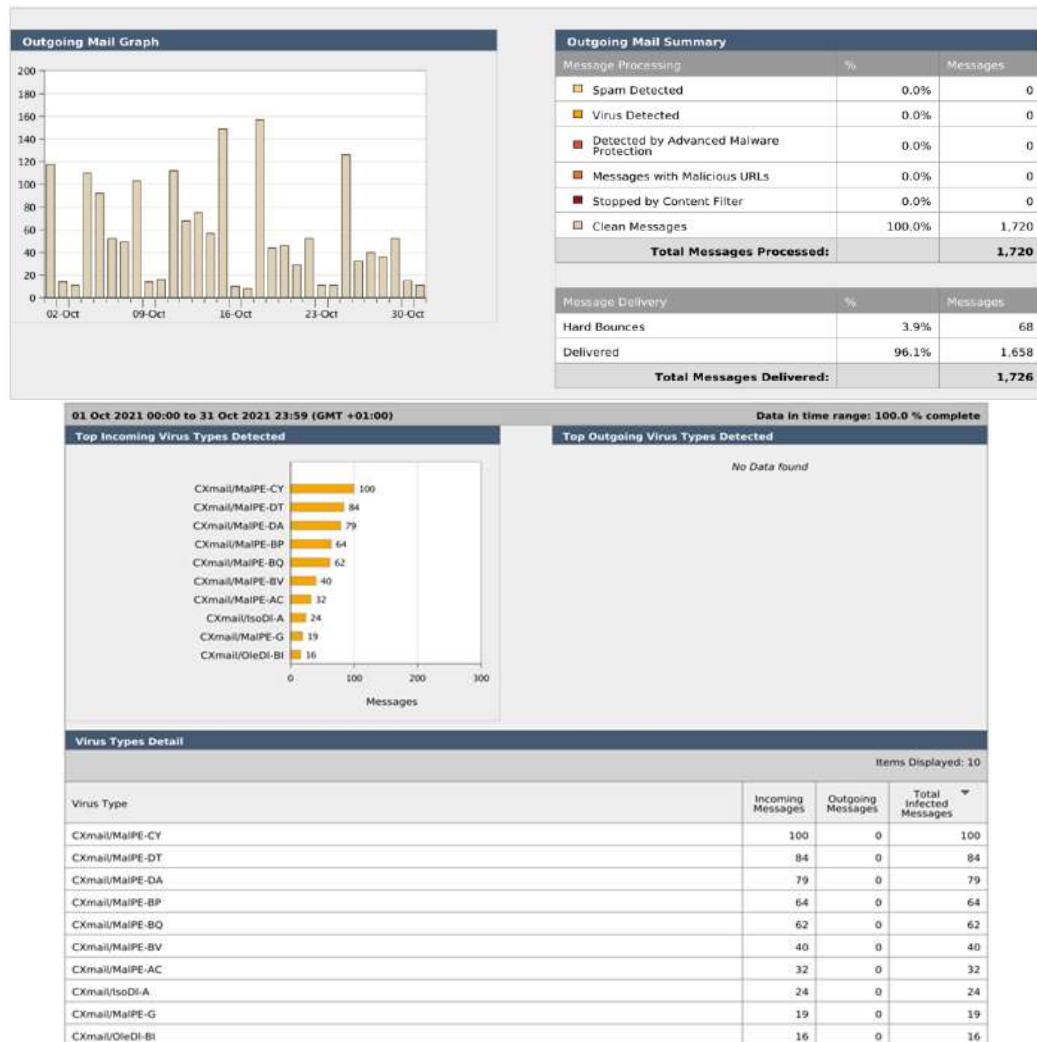 Outgoing Mail Graph
200
180
160
140
120
100
80
60
40
20
0
02-Oct 09-Oct 16-Oct 23-Oct 30-Oct
Outgoing Mail Summary
Message Processing % Messages
Spam Detected 0.0% 0
Virus Detected 0.0% 0
Detected by Advanced Malware
Protection 0.0% 0
Messages with Malicious URLs 0.0% 0
Stopped by Content Filter 0.0% 0
Clean Messages 100.0% 1,720
Total Messages Processed: 1,720
Message Delivery % Messages
Hard Bounces 3.9% 68
Delivered 96.1% 1,658
Total Messages Delivered: 1,726
01 Oct 2021 00:00 to 31 Oct 2021 23:59 (GMT +01:00) Data in time range: 100.0 % complete
Top Incoming Virus Types Detected
CXmail/MalPE-CY 100
CXmail/MalPE-DT 84
CXmail/MalPE-DA 79
CXmail/MalPE-BP 64
CXmail/MalPE-BQ 62
CXmail/MalPE-BV 40
CXmail/MalPE-AC 32
CXmail/IsoDl-A 24
CXmail/MalPE-G 19
CXmail/OleDl-BI 16
0 100 200 300
Messages
Top Outgoing Virus Types Detected
No Data found
Virus Types Detail
Items Displayed: 10
Virus Type Incoming Messages Outgoing Messages Total Infected Messages
CXmail/MalPE-CY 100 0 100
CXmail/MalPE-DT 84 0 84
CXmail/MalPE-DA 79 0 79
CXmail/MalPE-BP 64 0 64
CXmail/MalPE-BQ 62 0 62
CXmail/MalPE-BV 40 0 40
CXmail/MalPE-AC 32 0 32
CXmail/IsoDl-A 24 0 24
CXmail/MalPE-G 19 0 19
CXmail/OleDl-BI 16 0 16